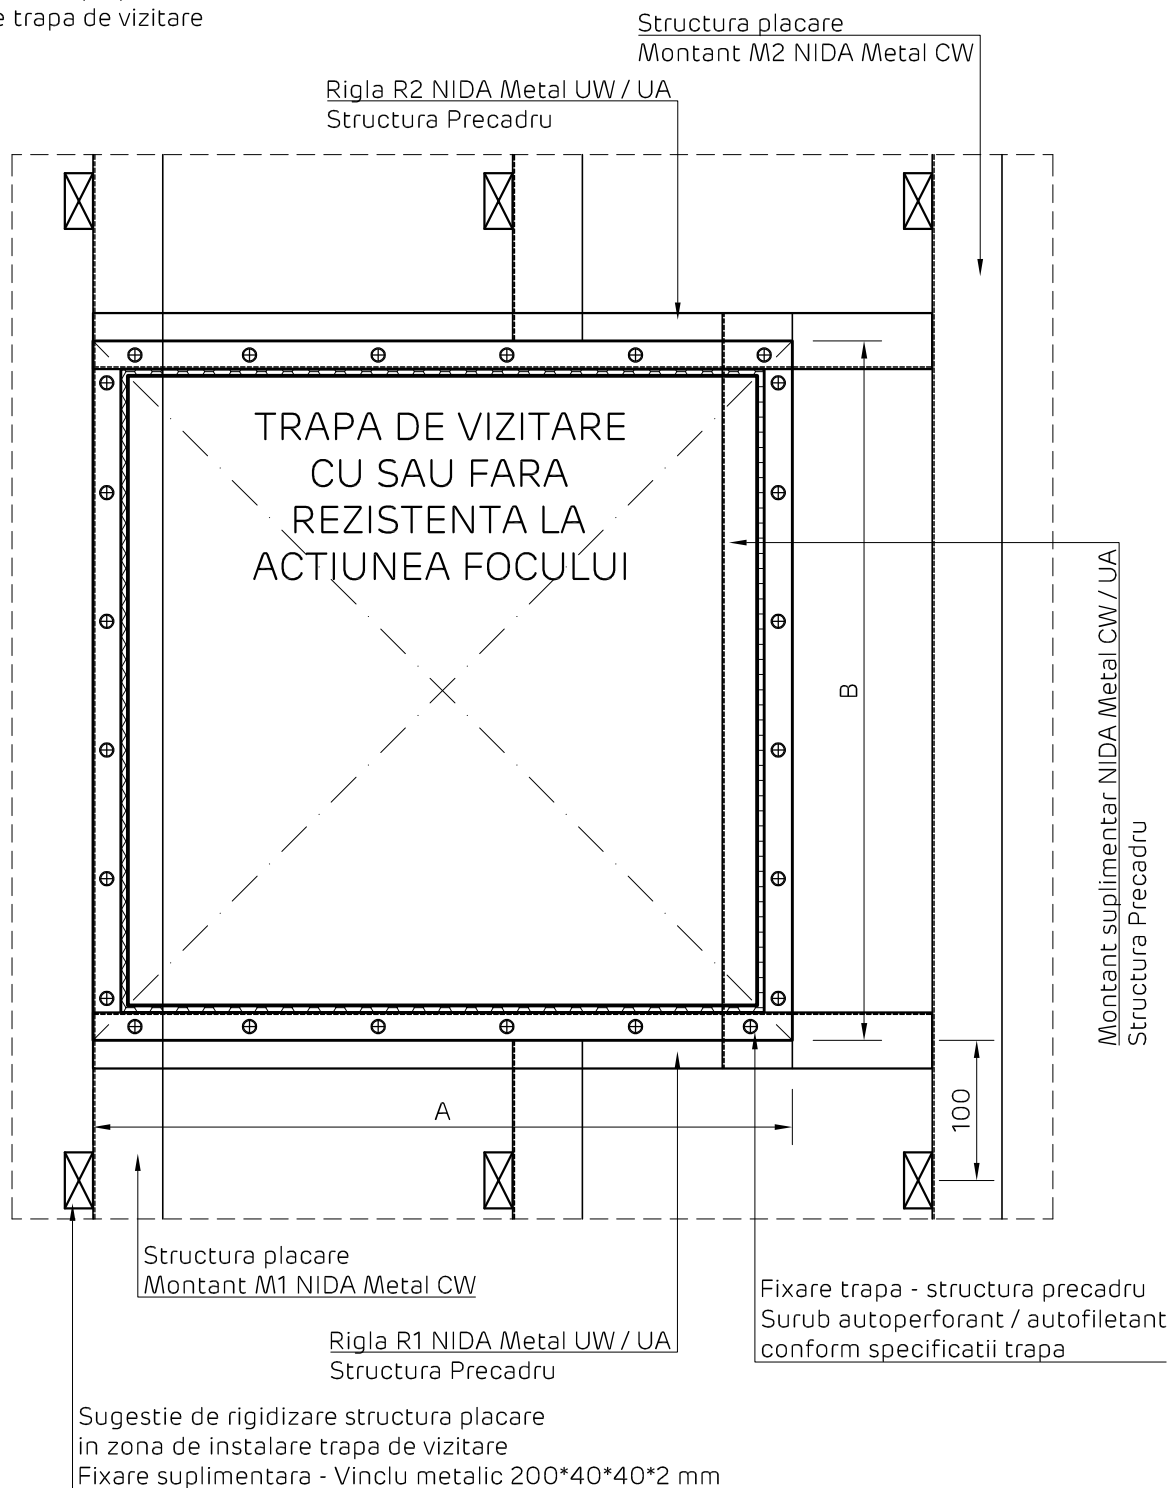 e trapa de vizitare
Structura placare
Montant M2 NIDA Metal CW
Rigla R2 NIDA Metal UW / UA
Structura Precadru
TRAPA DE VIZITARE
CU SAU FARA
REZISTENTA LA
ACTIUNEA FOCULUI
B
Montant suplimentar NIDA Metal CW / UA
Structura Precadru
A
100
Structura placare
Montant M1 NIDA Metal CW
Fixare trapa - structura precadru
Surub autoperforant / autofiletant
conform specificatii trapa
Rigla R1 NIDA Metal UW / UA
Structura Precadru
Sugestie de rigidizare structura placare
in zona de instalare trapa de vizitare
Fixare suplimentara - Vinclu metalic 200*40*40*2 mm